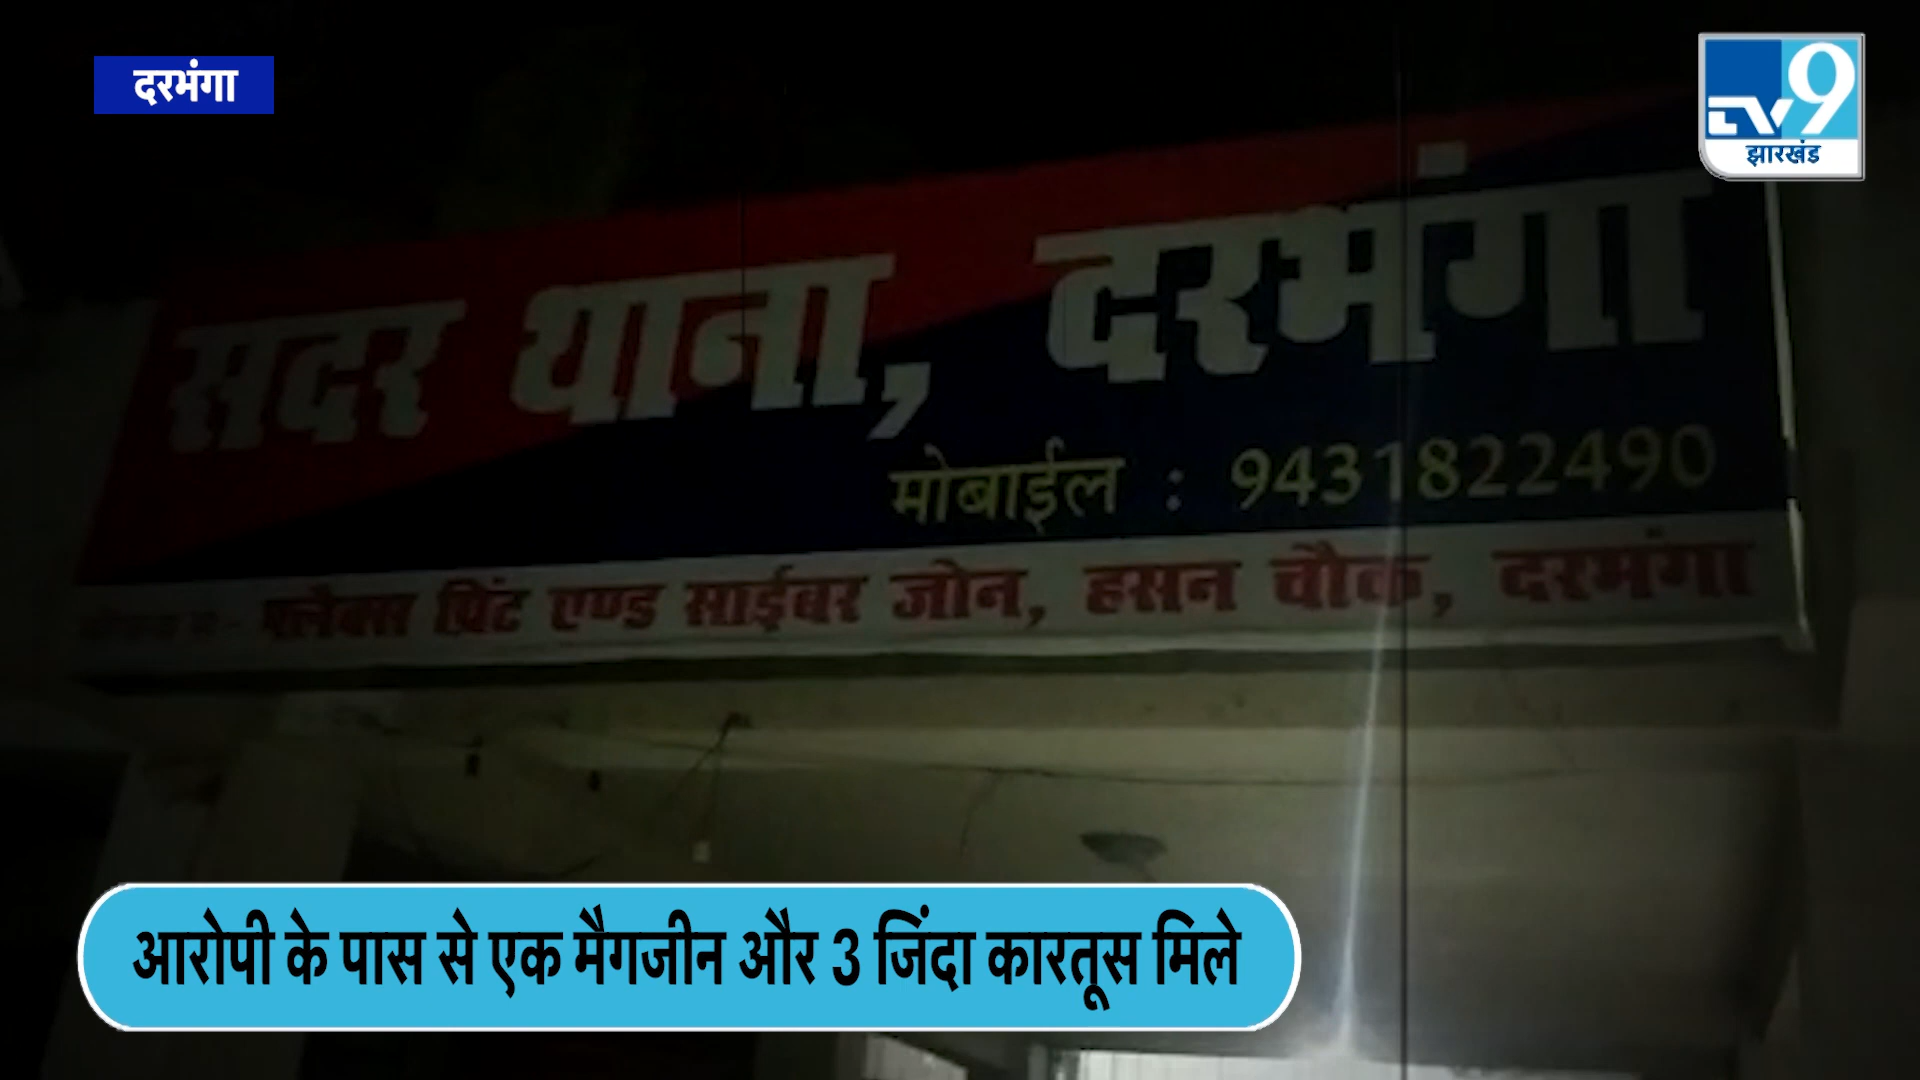 दरभंगा
TV9
झारखंड
सदर थाना, दरभंगा
मोबाईल : 9431822490
फ्लेक्स प्रिंट एण्ड साईबर जोन, हसन चौक, दरभंगा
आरोपी के पास से एक मैगजीन और 3 जिंदा कारतूस मिले